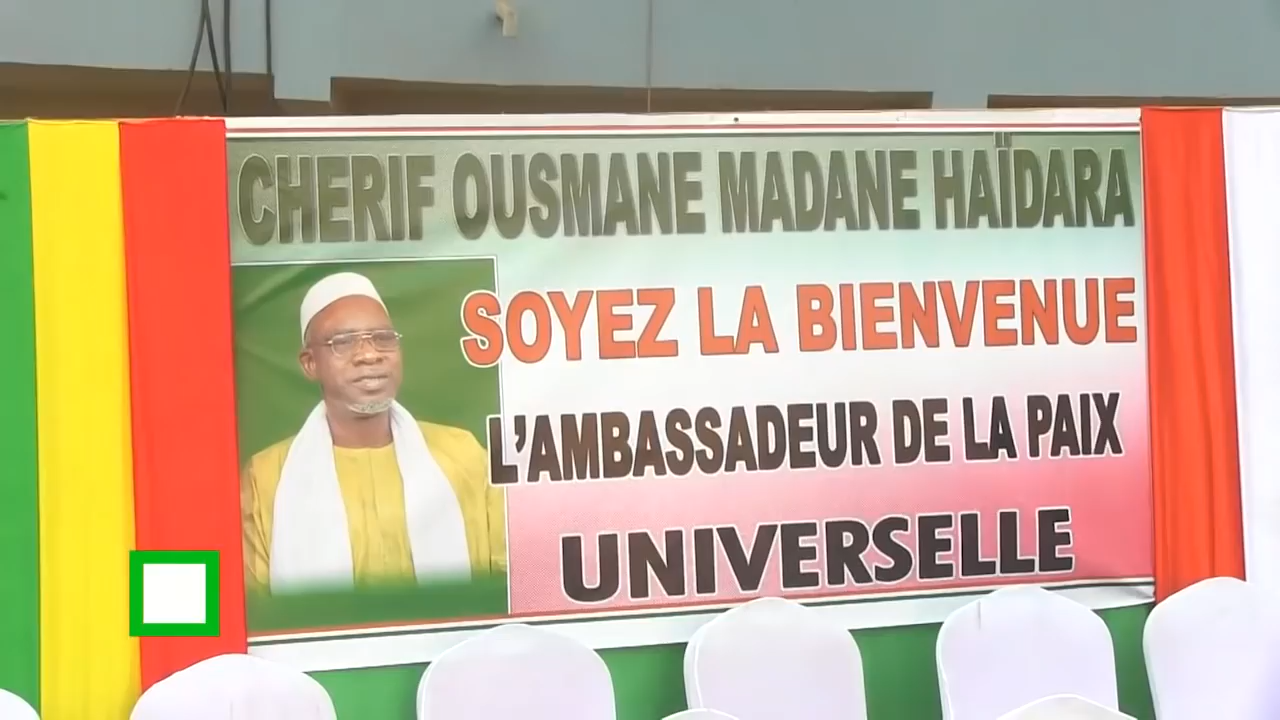 CHERIF OUSMANE MADANE HAÏDARA
SOYEZ LA BIENVENUE
L'AMBASSADEUR DE LA PAIX
UNIVERSELLE